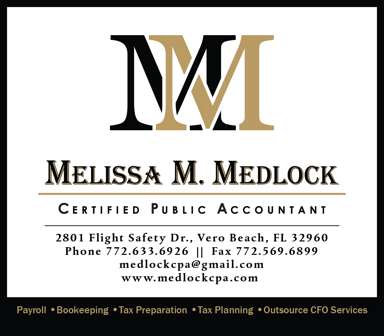 MM
MELISSA M. MEDLOCK
CERTIFIED PUBLIC ACCOUNTANT
2801 Flight Safety Dr., Vero Beach, FL 32960
Phone 772.633.6926 || Fax 772.569.6899
medlockcpa@gmail.com
www.medlockcpa.com
Payroll •Bookeeping •Tax Preparation •Tax Planning •Outsource CFO Services